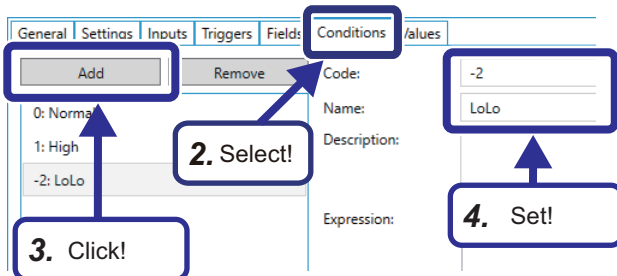 General Settings Inputs Triggers Fields Conditions Values
Add Remove Code: -2
0: Normal Name: LoLo
1: High 2. Select! Description:
-2: LoLo
Expression: 4. Set!
3. Click!